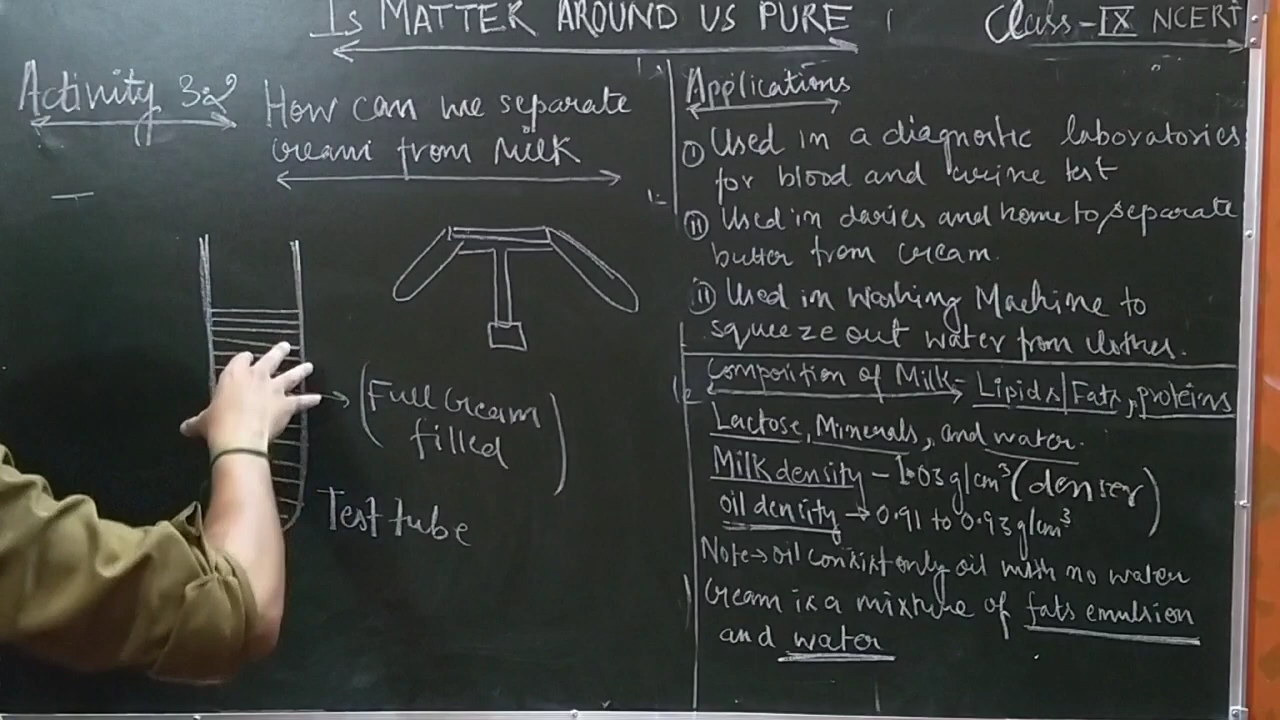 Is MATTER AROUND US PURE
Class-IX NCERT
Activity 3.2
How can we separate
cream from Milk
(Full cream
filled)
Test tube
Applications
(i) Used in a diagnostic laboratories
for blood and urine test
(ii) Used in daries and home to separate
butter from cream.
(ii) Used in Washing Machine to
squeeze out water from clothes.
Composition of Milk- Lipids/Fats, proteins
Lactose, Minerals, and water.
Milk density - 1.03 g/cm³ (denser)
oil density → 0.91 to 0.93 g/cm³
Note → oil consist only oil with no water
Cream is a mixture of fats emulsion
and water